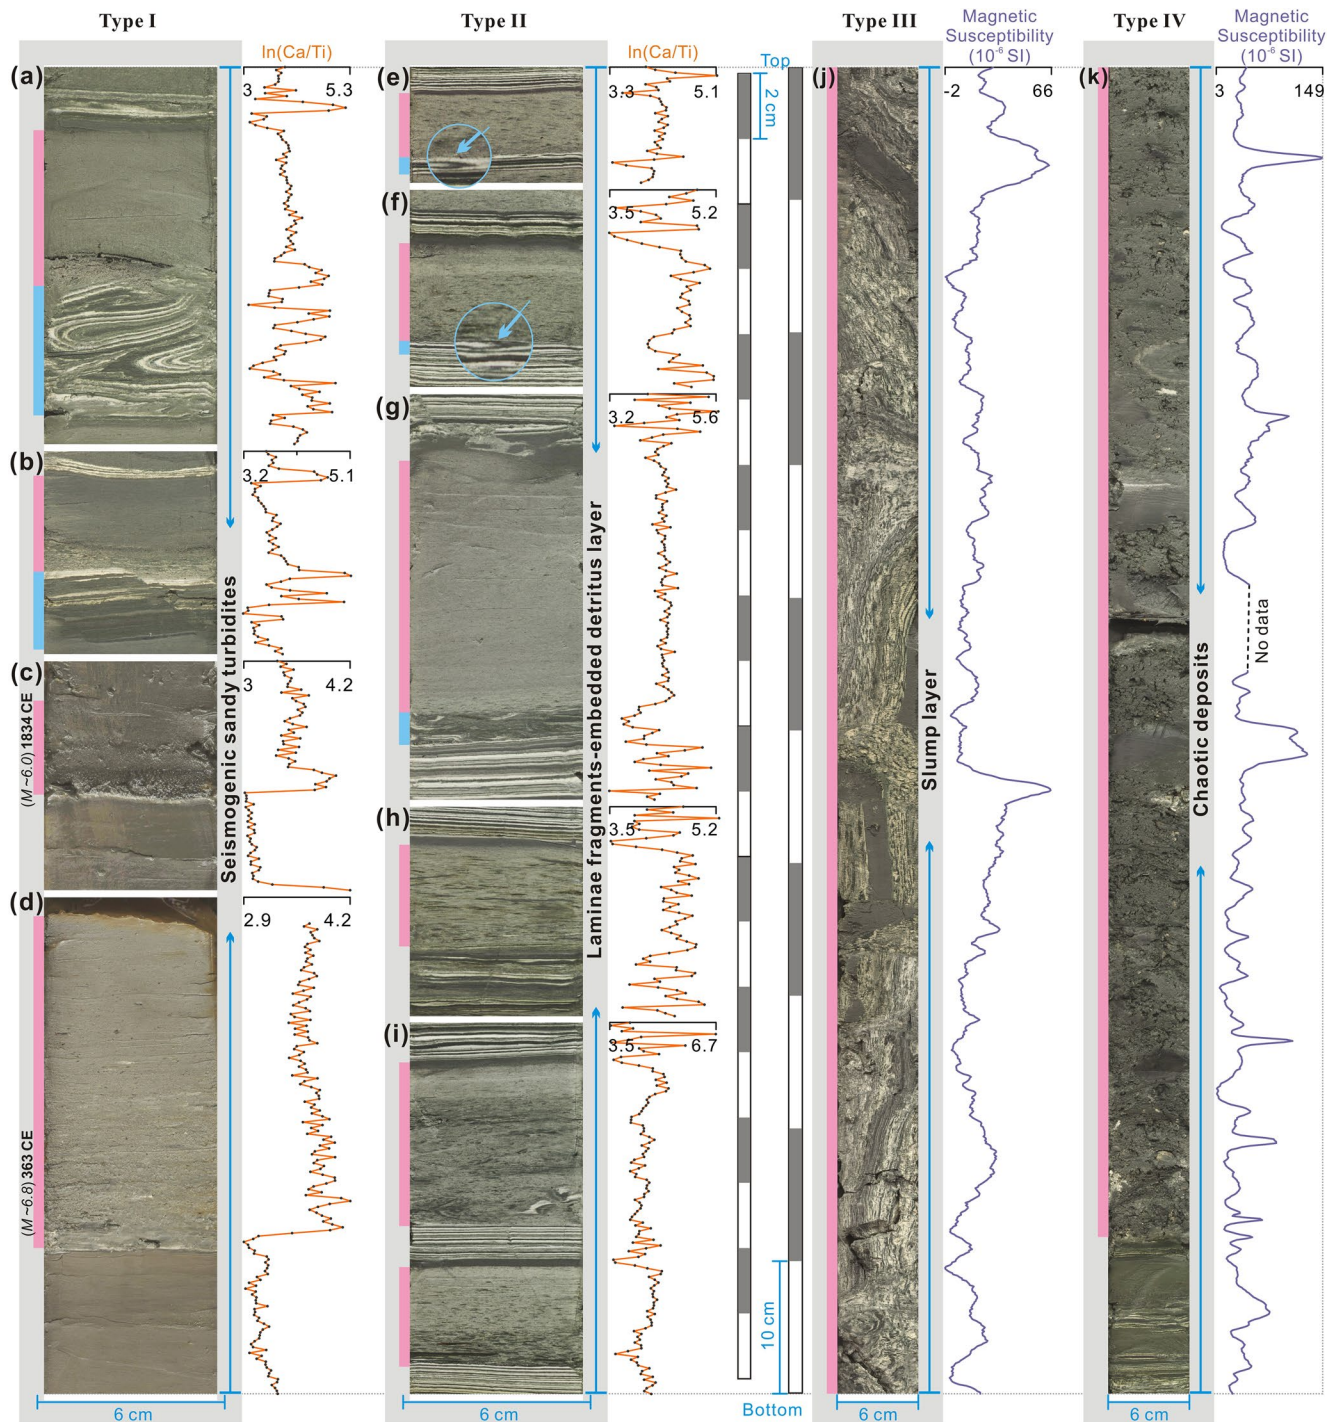 Type I
Type II
Type III
Type IV
Magnetic
Susceptibility
(10⁻⁶ SI)
Magnetic
Susceptibility
(10⁻⁶ SI)
ln(Ca/Ti)
ln(Ca/Ti)
Top
(a)
3
5.3
(e)
3.3
5.1
2 cm
(j)
-2
66
(k)
3
149
(f)
3.5
5.2
(g)
3.2
5.6
(b)
3.2
5.1
Seismogenic sandy turbidites
Laminae fragments-embedded detritus layer
Slump layer
Chaotic deposits
No data
(c)
3
4.2
(M ~6.0) 1834 CE
(h)
3.5
5.2
(d)
2.9
4.2
(M ~6.8) 363 CE
(i)
3.5
6.7
10 cm
Bottom
6 cm
6 cm
6 cm
6 cm